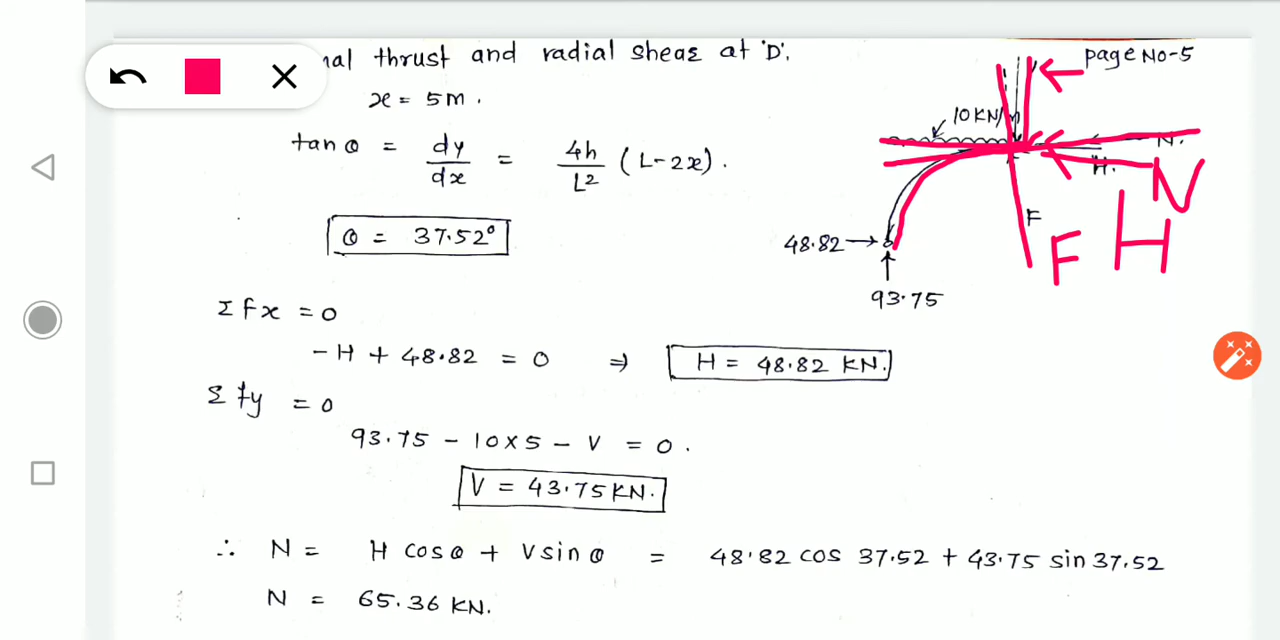 nal thrust and radial shear at 'D'.
page No-5
x = 5m.
10 KN/m
tan θ = dy/dx = 4h/L² (L-2x).
N.
H.
N
F
F
H
θ = 37.52°
48.82
93.75
Σfx = 0
-H + 48.82 = 0 ⇒ H = 48.82 KN.
Σfy = 0
93.75 - 10×5 - V = 0.
V = 43.75 KN.
∴ N = H cosθ + V sinθ = 48.82 cos 37.52 + 43.75 sin 37.52
N = 65.36 KN.